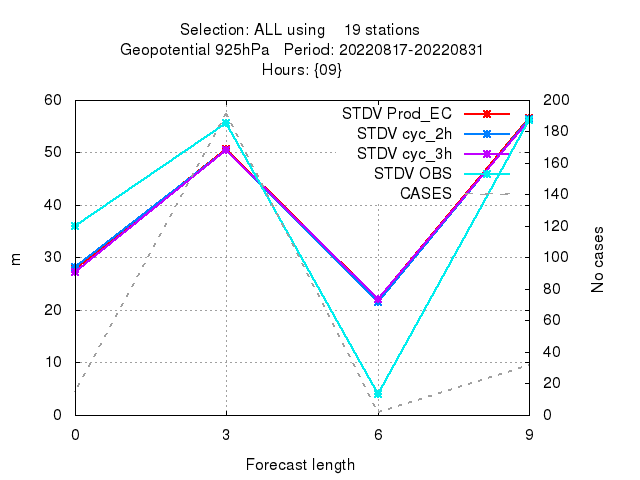 Selection: ALL using 19 stations
Geopotential 925hPa Period: 20220817-20220831
Hours: {09}
60 200
STDV Prod_EC
180
STDV cyc_2h
50 160
STDV cyc_3h
STDV OBS
140
CASES
40
120
m
30 100
No cases
80
20
60
10 40
20
0 0
0 3 6 9
Forecast length